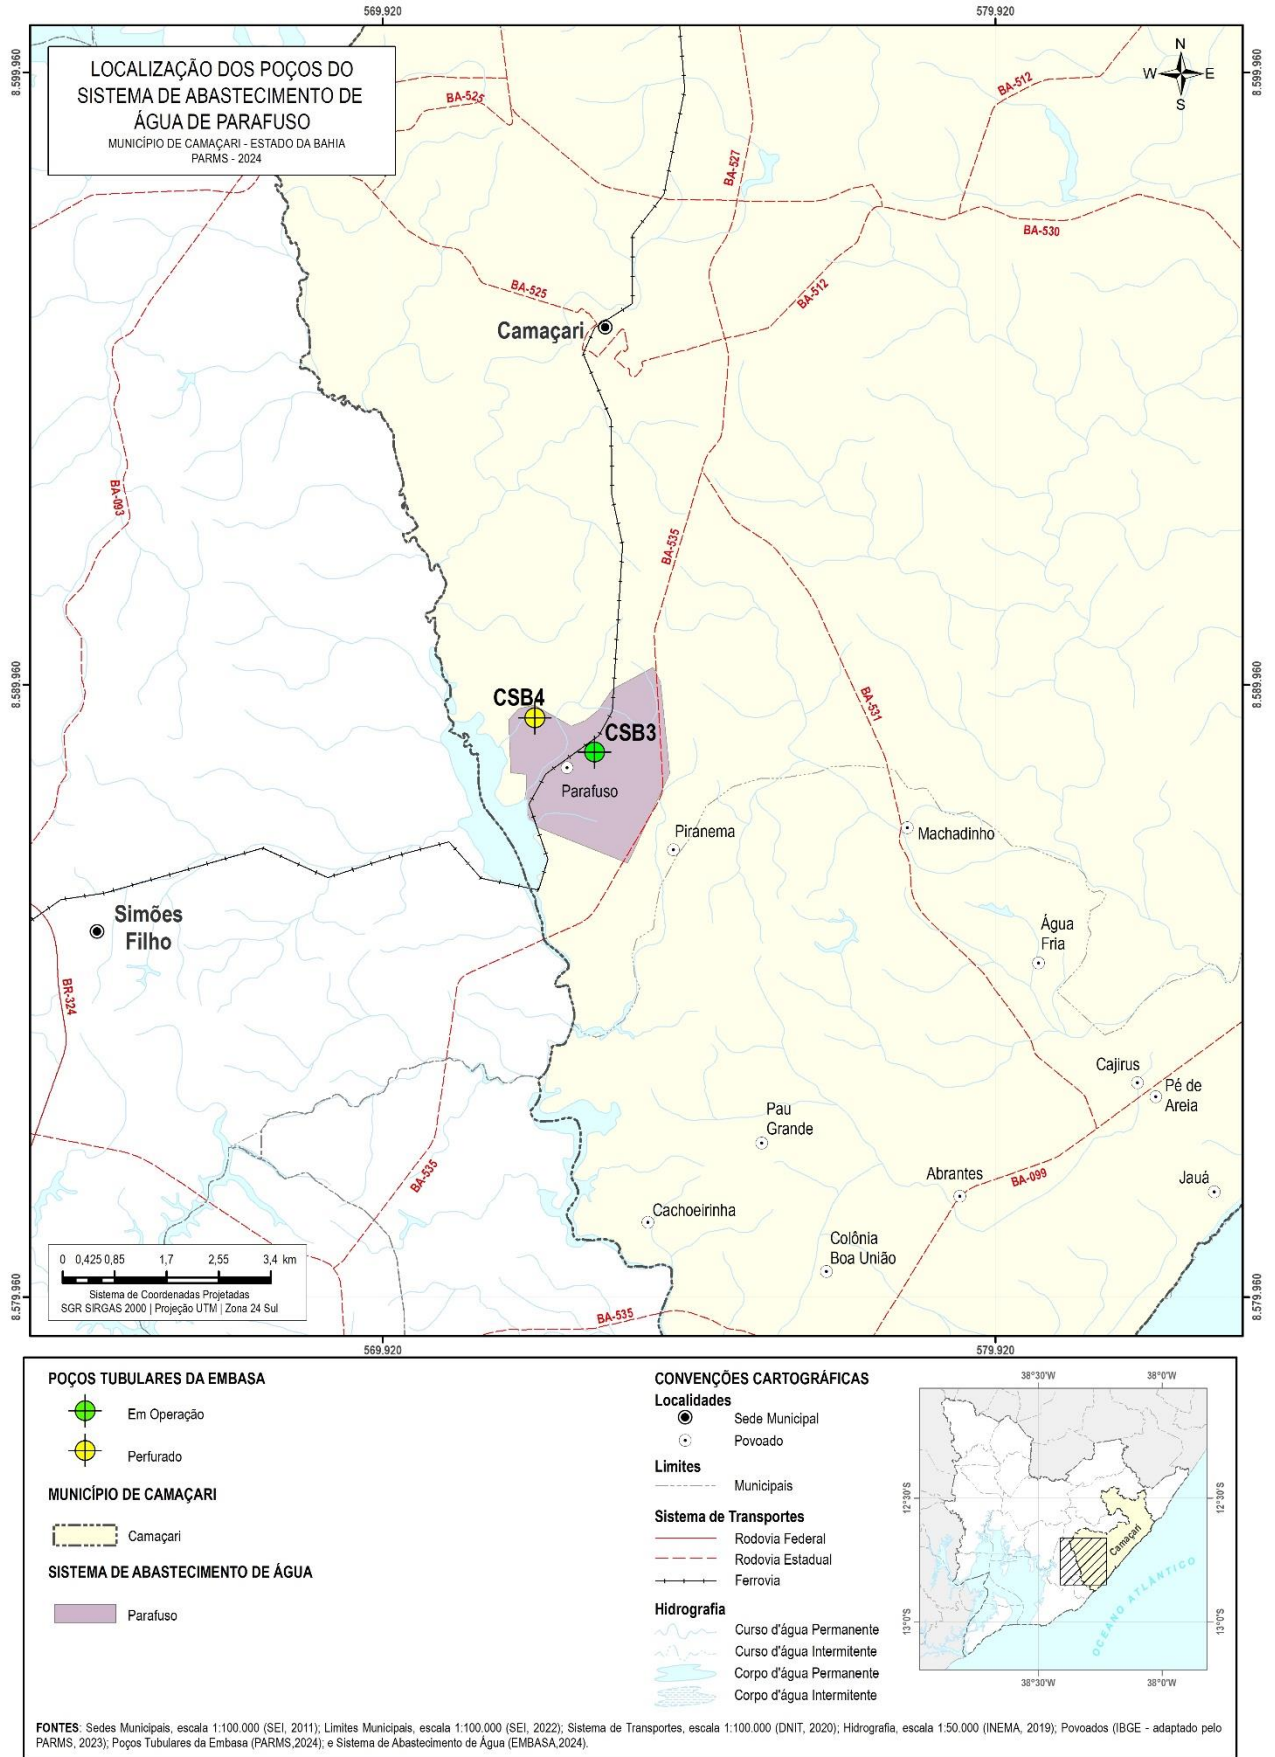 569.920
579.920
8.599.960
8.599.960
LOCALIZAÇÃO DOS POÇOS DO
SISTEMA DE ABASTECIMENTO DE
ÁGUA DE PARAFUSO
MUNICÍPIO DE CAMAÇARI - ESTADO DA BAHIA
PARMS - 2024
N
W
E
S
BA-525
BA-512
BA-527
BA-530
BA-525
BA-512
Camaçari
BA-093
BA-535
8.589.960
8.589.960
CSB4
CSB3
BA-531
Parafuso
Piranema
Machadinho
Simões
Filho
Água
Fria
BR-324
Cajirus
Pé de
Areia
Pau
Grande
BA-535
Abrantes
BA-099
Jauá
Cachoeirinha
Colônia
Boa União
0 0,425 0,85 1,7 2,55 3,4 km
Sistema de Coordenadas Projetadas
SGR SIRGAS 2000 | Projeção UTM | Zona 24 Sul
8.579.960
8.579.960
BA-535
569.920
579.920
POÇOS TUBULARES DA EMBASA
Em Operação
Perfurado
MUNICÍPIO DE CAMAÇARI
Camaçari
SISTEMA DE ABASTECIMENTO DE ÁGUA
Parafuso
CONVENÇÕES CARTOGRÁFICAS
Localidades
Sede Municipal
Povoado
Limites
Municipais
Sistema de Transportes
Rodovia Federal
Rodovia Estadual
Ferrovia
Hidrografia
Curso d'água Permanente
Curso d'água Intermitente
Corpo d'água Permanente
Corpo d'água Intermitente
38°30'W
38°0'W
12°30'S
12°30'S
Camaçari
OCEANO ATLÂNTICO
13°0'S
13°0'S
38°30'W
38°0'W
FONTES: Sedes Municipais, escala 1:100.000 (SEI, 2011); Limites Municipais, escala 1:100.000 (SEI, 2022); Sistema de Transportes, escala 1:100.000 (DNIT, 2020); Hidrografia, escala 1:50.000 (INEMA, 2019); Povoados (IBGE - adaptado pelo
PARMS, 2023); Poços Tubulares da Embasa (PARMS,2024); e Sistema de Abastecimento de Água (EMBASA,2024).